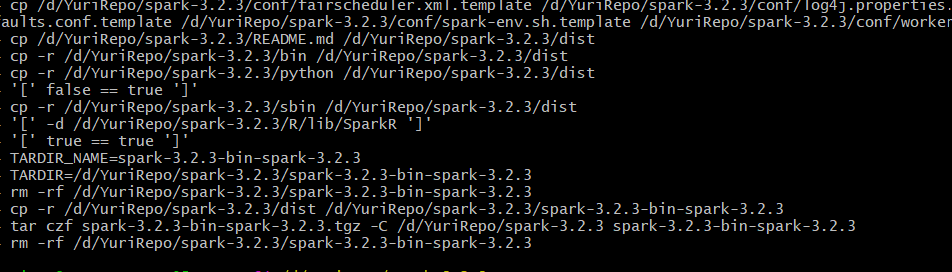 cp /d/YuriRepo/spark-3.2.3/conf/fairscheduler.xml.template /d/YuriRepo/spark-3.2.3/conf/log4j.properties.
faults.conf.template /d/YuriRepo/spark-3.2.3/conf/spark-env.sh.template /d/YuriRepo/spark-3.2.3/conf/worker
cp /d/YuriRepo/spark-3.2.3/README.md /d/YuriRepo/spark-3.2.3/dist
cp -r /d/YuriRepo/spark-3.2.3/bin /d/YuriRepo/spark-3.2.3/dist
cp -r /d/YuriRepo/spark-3.2.3/python /d/YuriRepo/spark-3.2.3/dist
'[' false == true ']'
cp -r /d/YuriRepo/spark-3.2.3/sbin /d/YuriRepo/spark-3.2.3/dist
'[' -d /d/YuriRepo/spark-3.2.3/R/lib/SparkR ']'
'[' true == true ']'
TARDIR_NAME=spark-3.2.3-bin-spark-3.2.3
TARDIR=/d/YuriRepo/spark-3.2.3/spark-3.2.3-bin-spark-3.2.3
rm -rf /d/YuriRepo/spark-3.2.3/spark-3.2.3-bin-spark-3.2.3
cp -r /d/YuriRepo/spark-3.2.3/dist /d/YuriRepo/spark-3.2.3/spark-3.2.3-bin-spark-3.2.3
tar czf spark-3.2.3-bin-spark-3.2.3.tgz -C /d/YuriRepo/spark-3.2.3 spark-3.2.3-bin-spark-3.2.3
rm -rf /d/YuriRepo/spark-3.2.3/spark-3.2.3-bin-spark-3.2.3